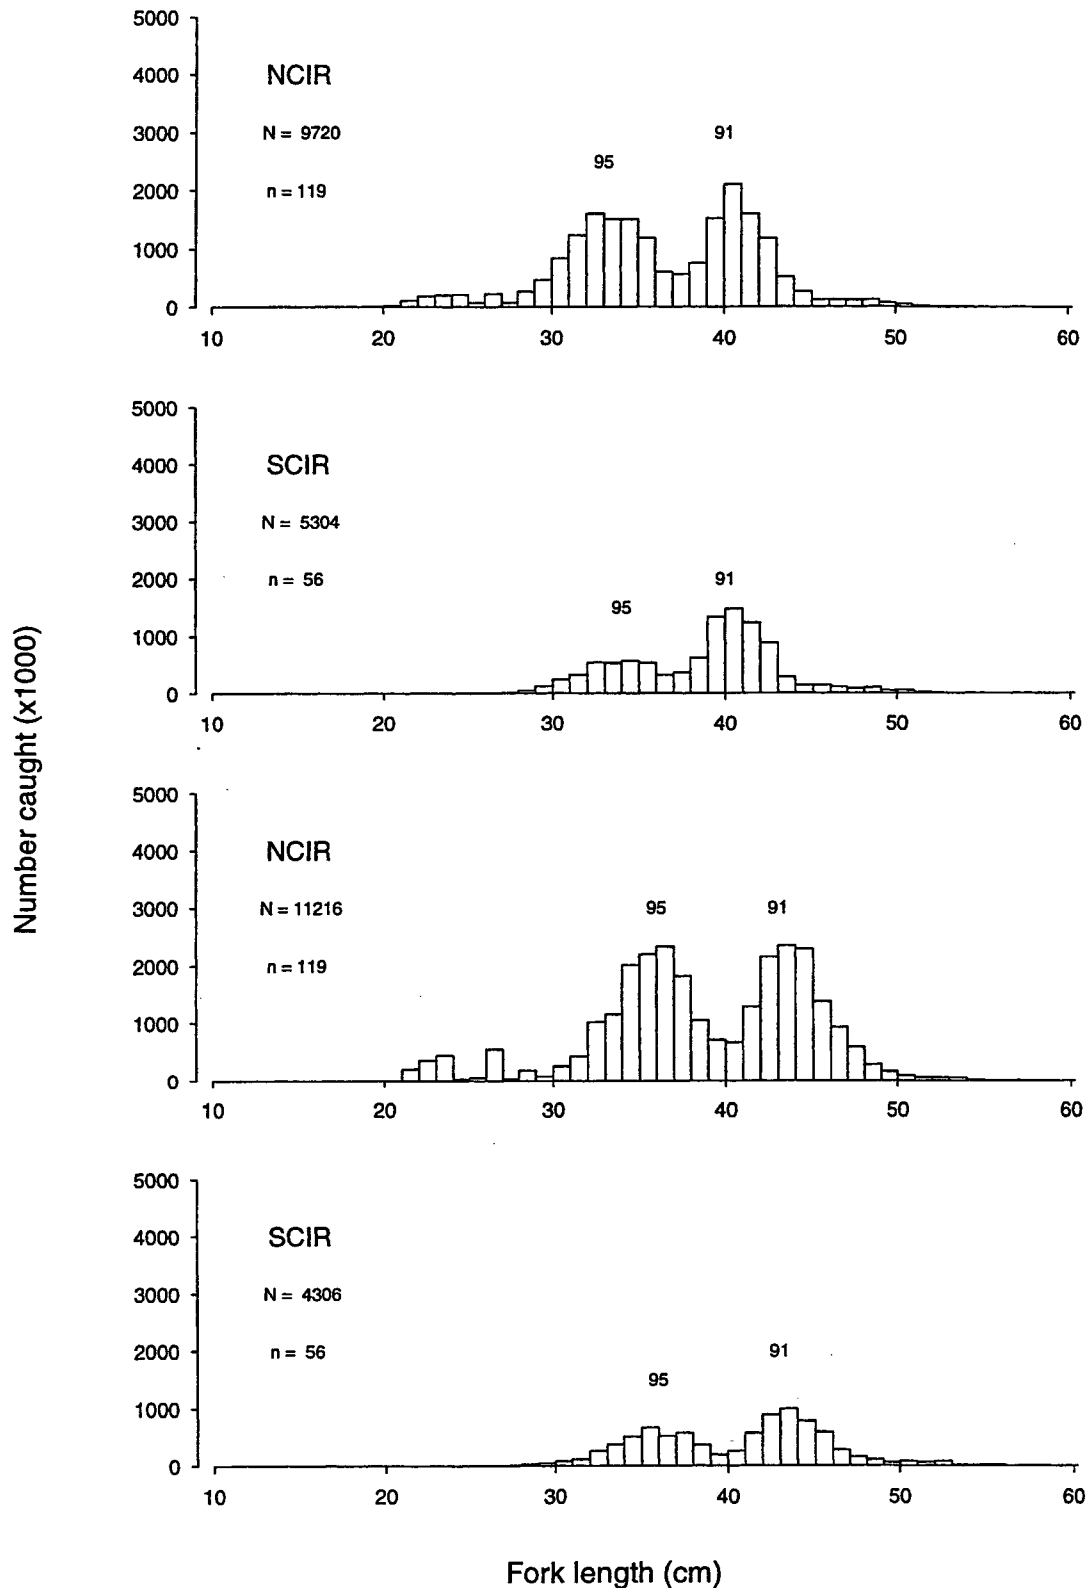 Number caught (x1000)
5000
4000
3000
2000
1000
0
NCIR
N = 9720
n = 119
95
91
10 20 30 40 50 60
5000
4000
3000
2000
1000
0
SCIR
N = 5304
n = 56
95
91
10 20 30 40 50 60
5000
4000
3000
2000
1000
0
NCIR
N = 11216
n = 119
95
91
10 20 30 40 50 60
5000
4000
3000
2000
1000
0
SCIR
N = 4306
n = 56
95
91
10 20 30 40 50 60
Fork length (cm)